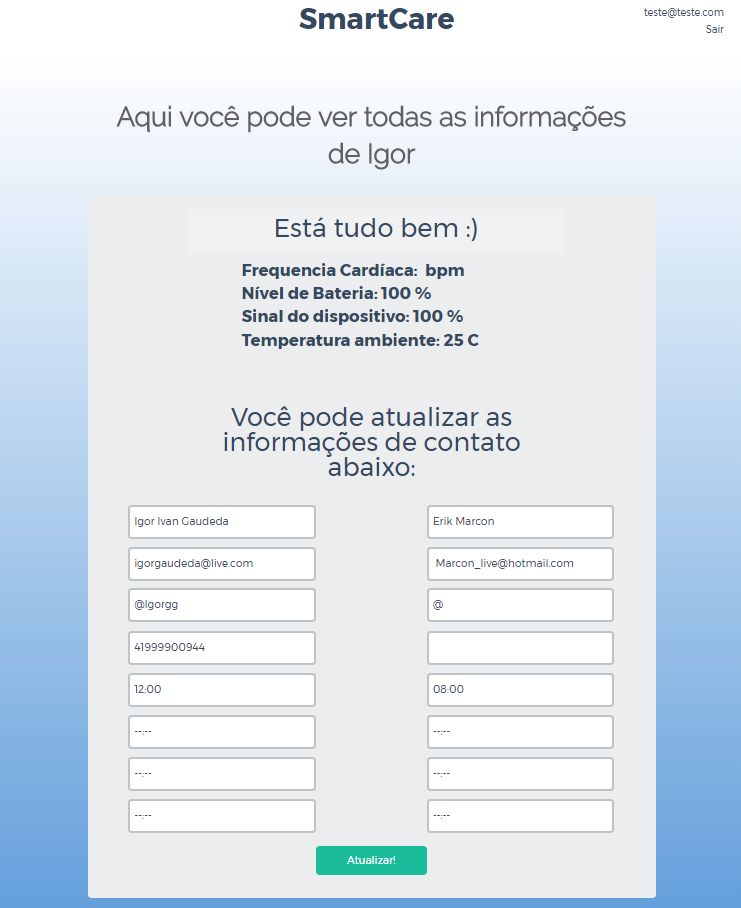 SmartCare
teste@teste.com
Sair
Aqui você pode ver todas as informações
de Igor
Está tudo bem :)
Frequencia Cardíaca: bpm
Nível de Bateria: 100 %
Sinal do dispositivo: 100 %
Temperatura ambiente: 25 C
Você pode atualizar as
informações de contato
abaixo:
Igor Ivan Gaudeda
Erik Marcon
igorgaudeda@live.com
Marcon_live@hotmail.com
@Igorgg
@
41999900944
12:00
08:00
--:--
--:--
--:--
--:--
--:--
--:--
Atualizar!